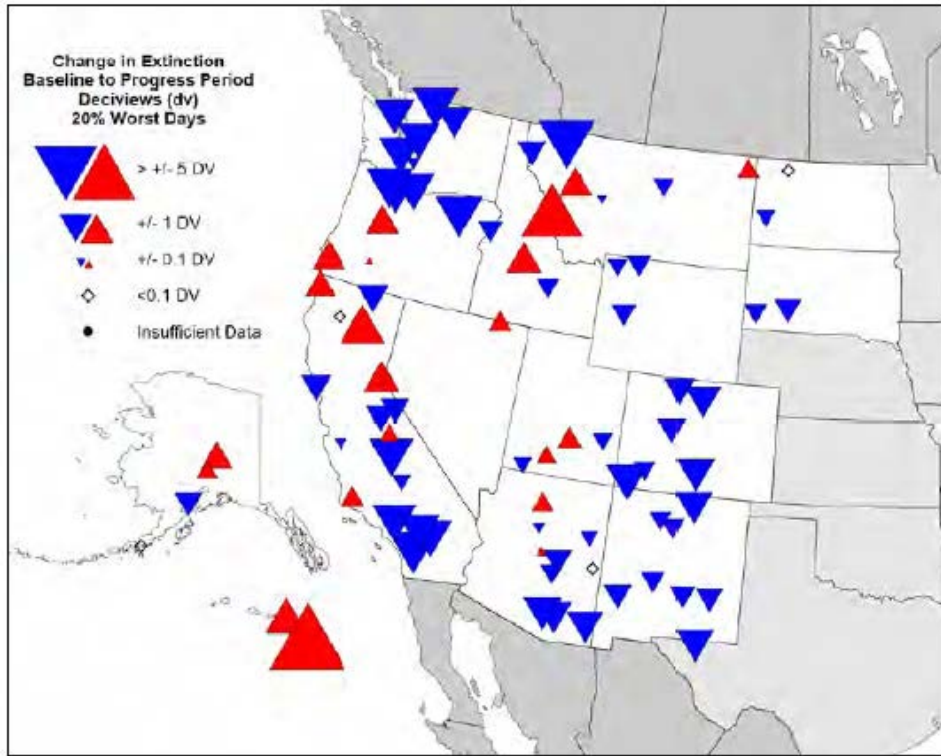 Change in Extinction
Baseline to Progress Period
Deciviews (dv)
20% Worst Days
> +/- 5 DV
+/- 1 DV
+/- 0.1 DV
<0.1 DV
Insufficient Data